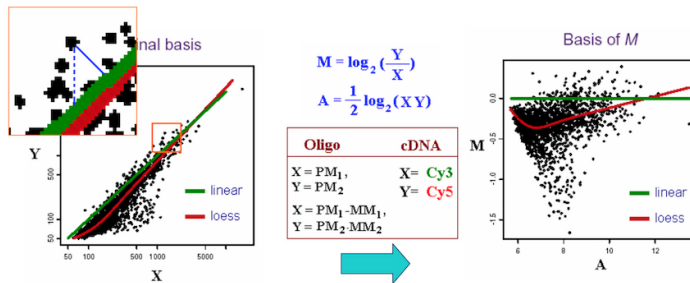 nal basis
Y
500
100
50
50 100 500 1000 5000
X
linear
loess
M = log2(Y/X)
A = 1/2 log2(XY)
Oligo cDNA
X = PM1, X= Cy3
Y = PM2 Y= Cy5
X = PM1-MM1,
Y = PM2-MM2
Basis of M
M
0.0
-0.5
-1.0
-1.5
linear
loess
6 8 10 12
A